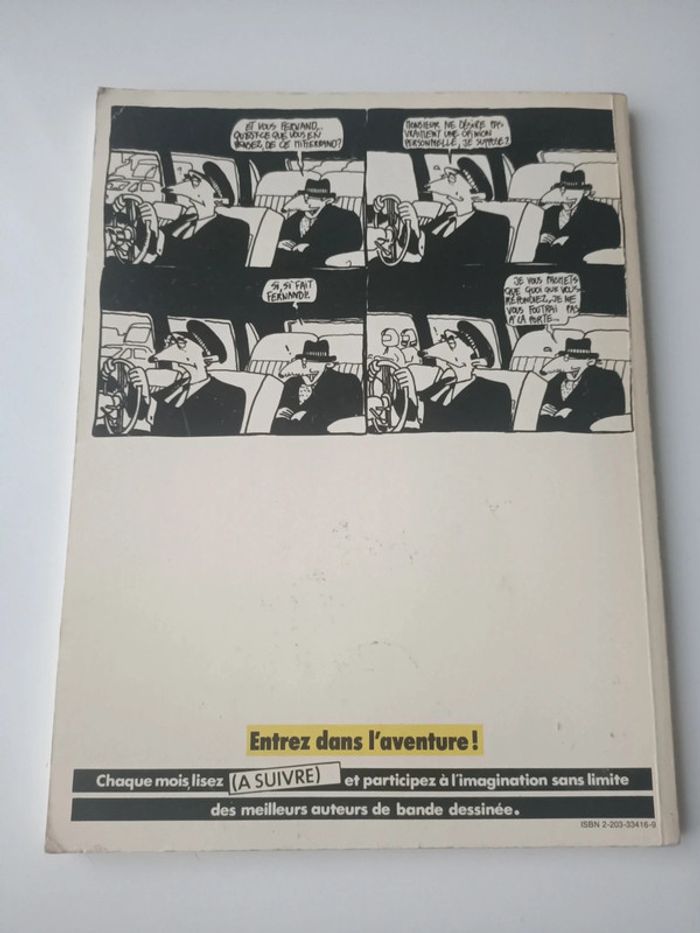 ET VOUS FERNAND...
QU'EST-CE QUE VOUS EN
PENSEZ, DE CE MITTERRAND?
MONSIEUR NE DÉSIRE PAS
VRAIMENT UNE OPINION
PERSONNELLE, JE SUPPOSE?
SI, SI FAIT
FERNAND!!
JE VOUS PROMETS
QUE QUOI QUE VOUS
RÉPONDIEZ, JE NE
VOUS FOUTRAI PAS
À LA PORTE...
Entrez dans l'aventure!
Chaque mois, lisez (A SUIVRE) et participez à l'imagination sans limite
des meilleurs auteurs de bande dessinée.
ISBN 2-203-33416-9